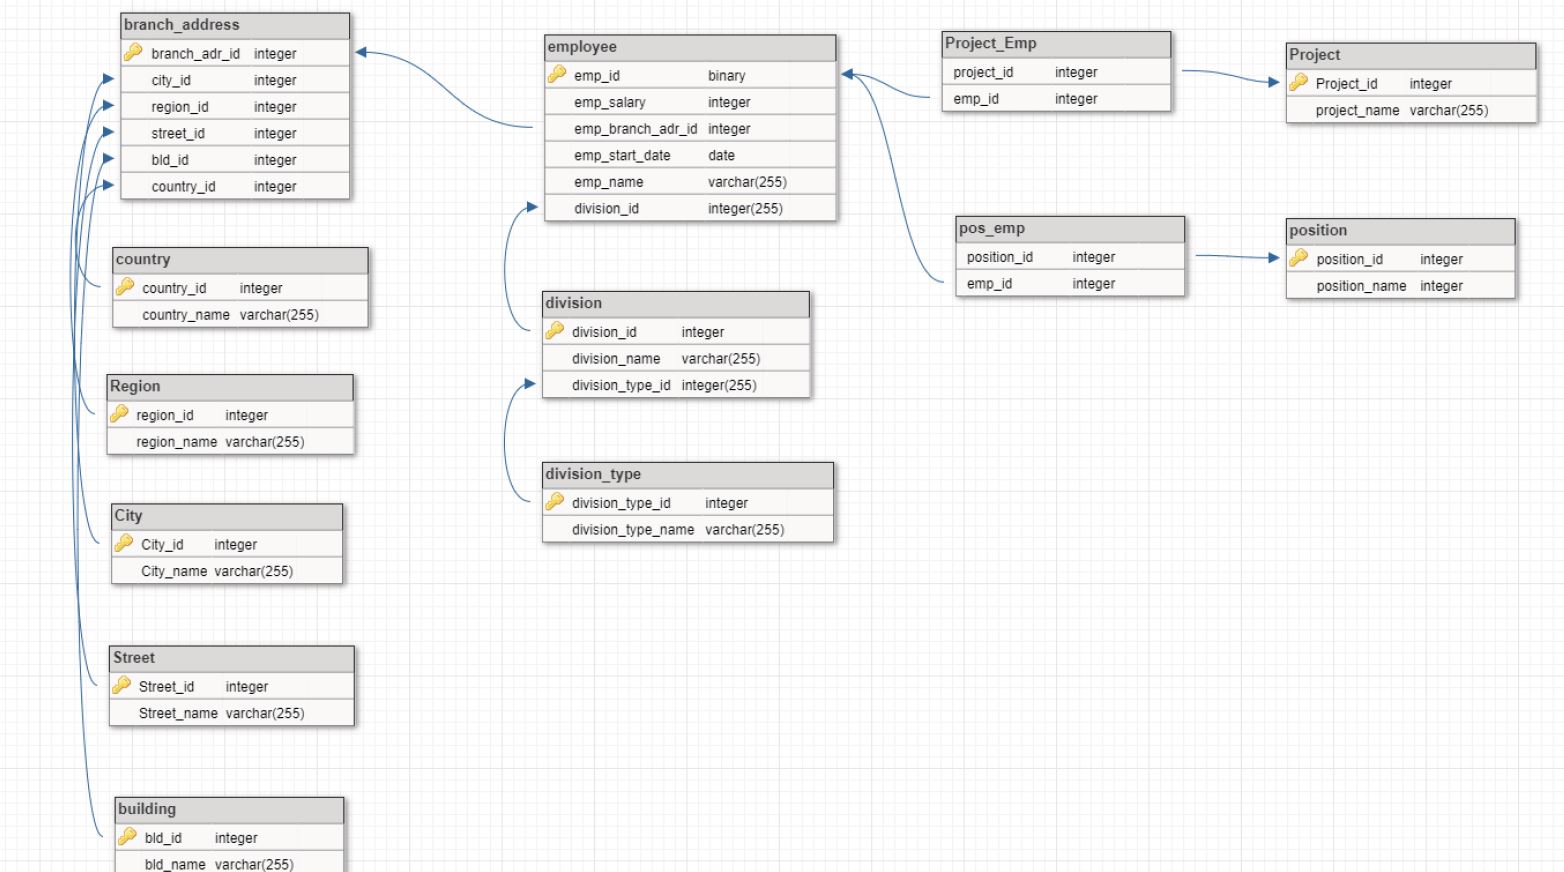 branch_address
branch_adr_id integer
city_id integer
region_id integer
street_id integer
bld_id integer
country_id integer
country
country_id integer
country_name varchar(255)
Region
region_id integer
region_name varchar(255)
City
City_id integer
City_name varchar(255)
Street
Street_id integer
Street_name varchar(255)
building
bld_id integer
bld_name varchar(255)
employee
emp_id binary
emp_salary integer
emp_branch_adr_id integer
emp_start_date date
emp_name varchar(255)
division_id integer(255)
division
division_id integer
division_name varchar(255)
division_type_id integer(255)
division_type
division_type_id integer
division_type_name varchar(255)
Project_Emp
project_id integer
emp_id integer
pos_emp
position_id integer
emp_id integer
Project
Project_id integer
project_name varchar(255)
position
position_id integer
position_name integer